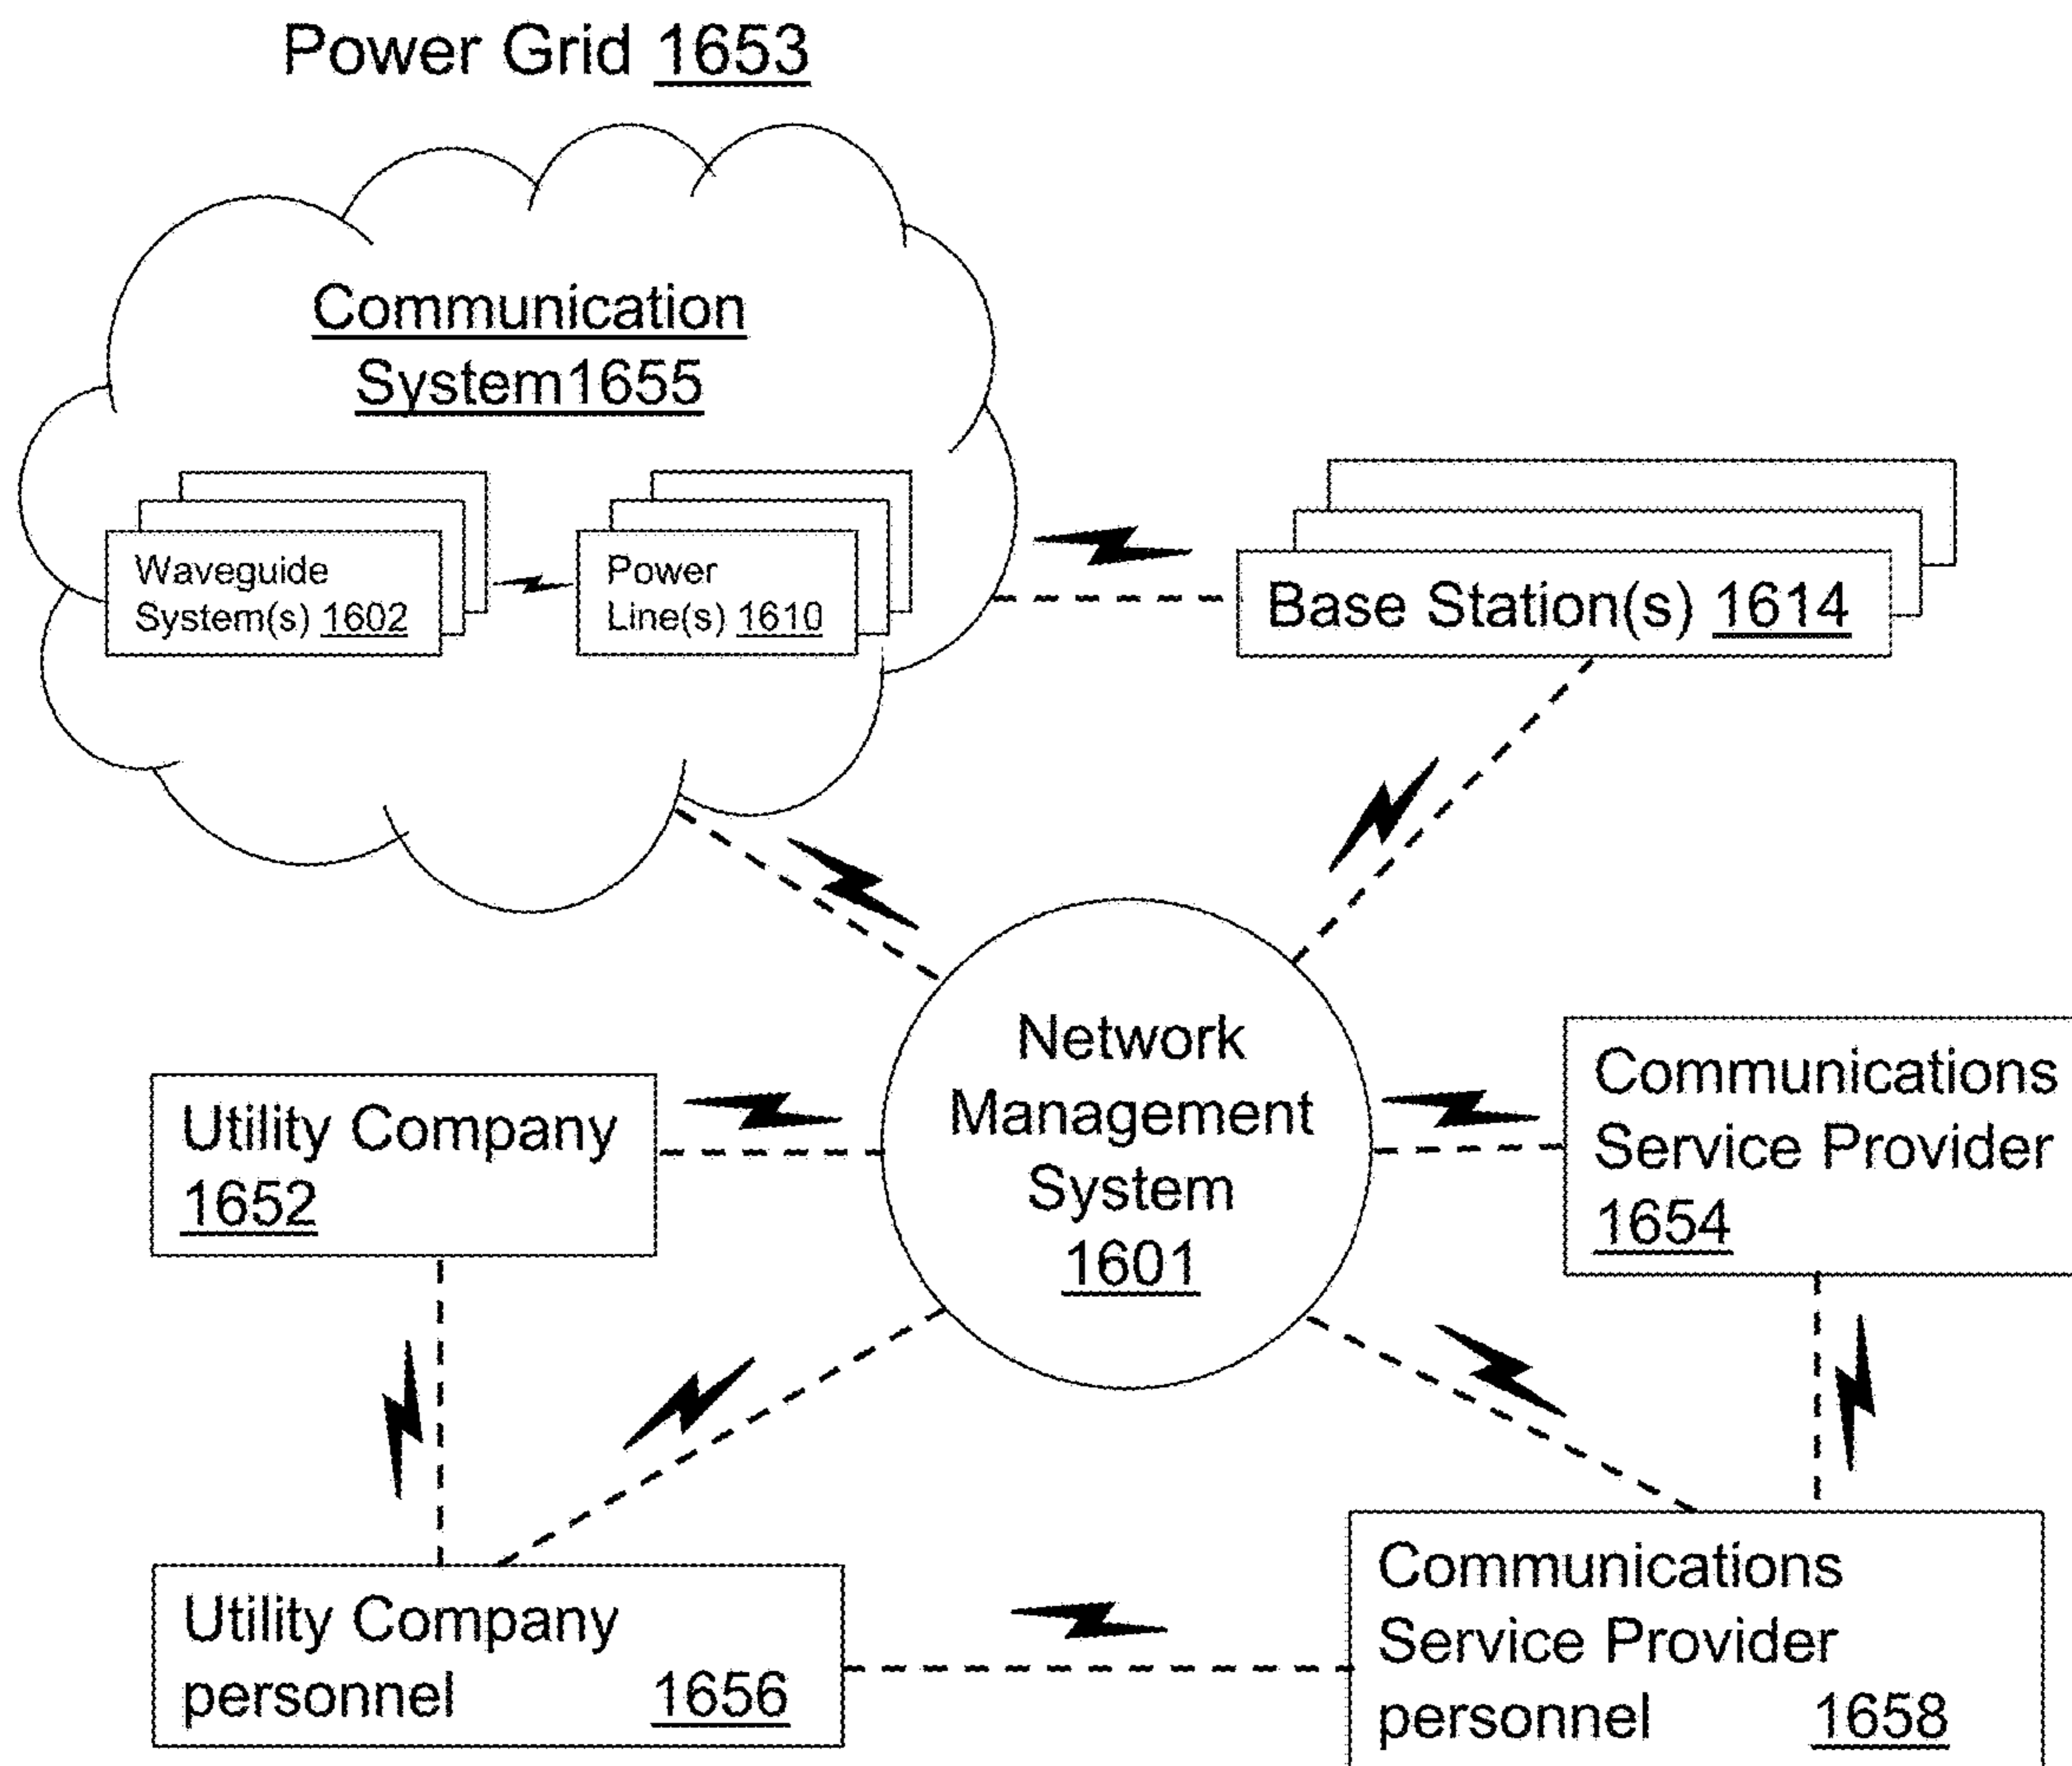 Power Grid 1653
Communication
System1655
Waveguide
System(s) 1602
Power
Line(s) 1610
Base Station(s) 1614
Network
Management
System
1601
Utility Company
1652
Communications
Service Provider
1654
Utility Company
personnel 1656
Communications
Service Provider
personnel 1658